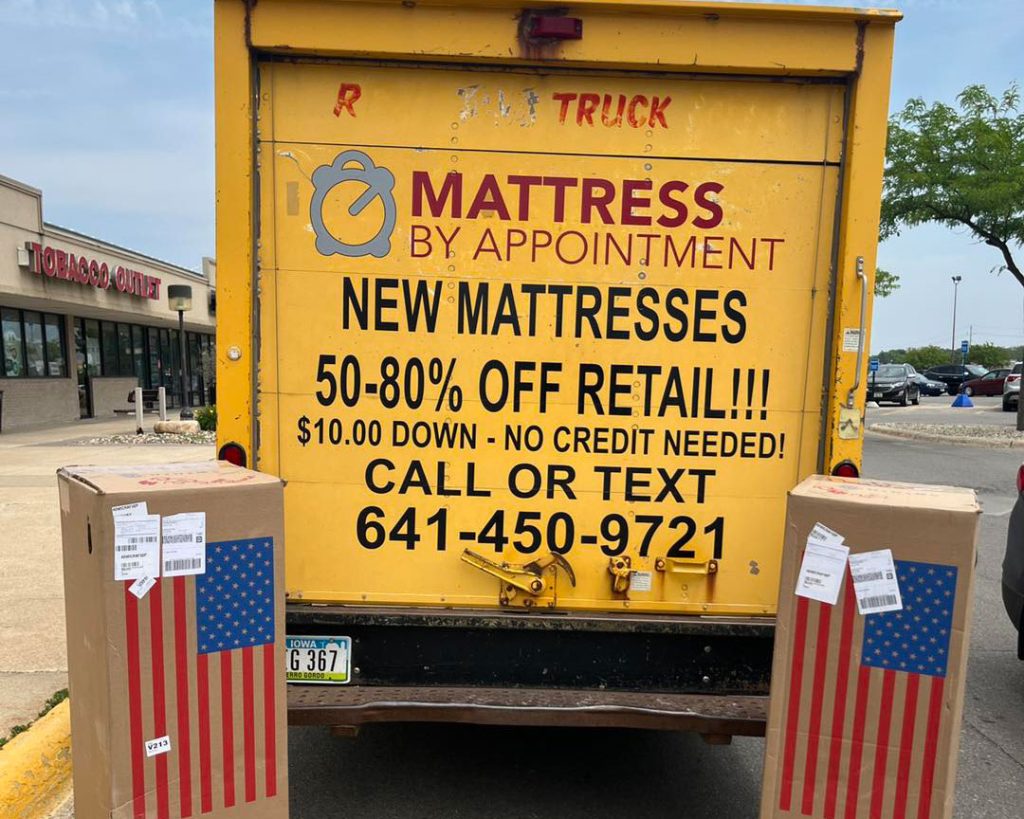 R TRUCK
MATTRESS
BY APPOINTMENT
TOBACCO OUTLET
NEW MATTRESSES
50-80% OFF RETAIL!!!
$10.00 DOWN - NO CREDIT NEEDED!
CALL OR TEXT
641-450-9721
IOWA
G 367
V213